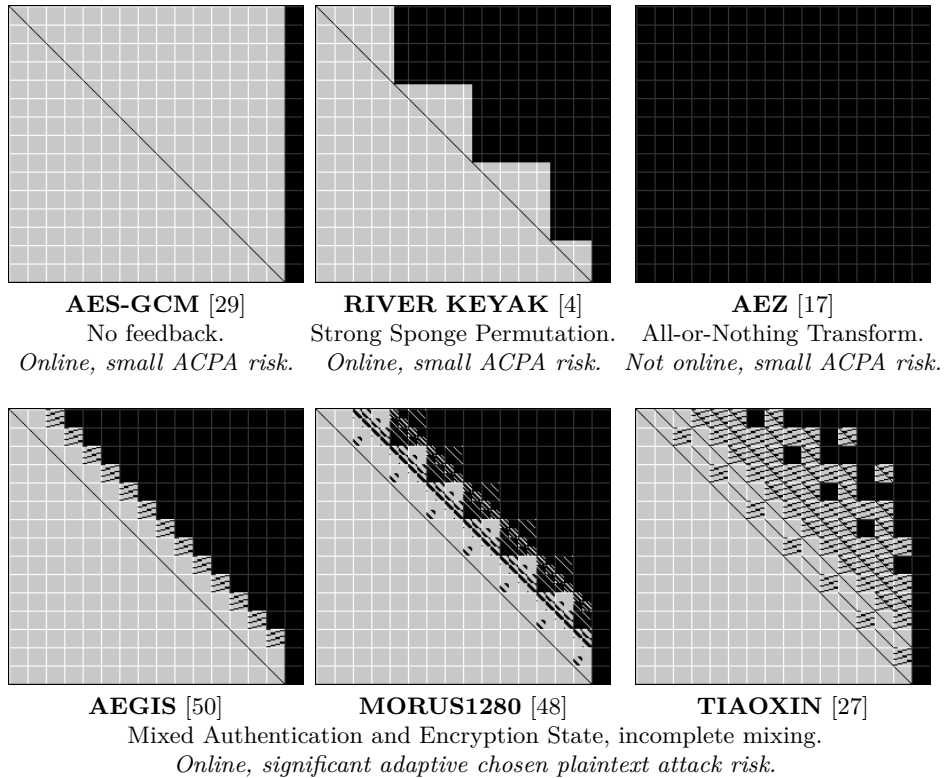 AES-GCM [29] RIVER KEYAK [4] AEZ [17]
No feedback. Strong Sponge Permutation. All-or-Nothing Transform.
Online, small ACPA risk. Online, small ACPA risk. Not online, small ACPA risk.
AEGIS [50] MORUS1280 [48] TIAOXIN [27]
Mixed Authentication and Encryption State, incomplete mixing.
Online, significant adaptive chosen plaintext attack risk.